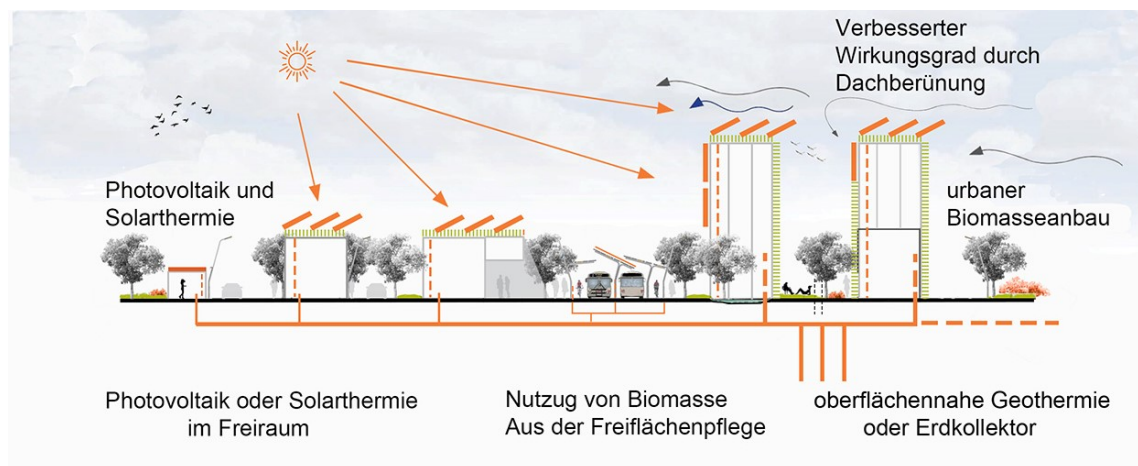 Verbesserter
Wirkungsgrad durch
Dachberünung
Photovoltaik und
Solarthermie
urbaner
Biomasseanbau
Photovoltaik oder Solarthermie
im Freiraum
Nutzug von Biomasse
Aus der Freiflächenpflege
oberflächennahe Geothermie
oder Erdkollektor